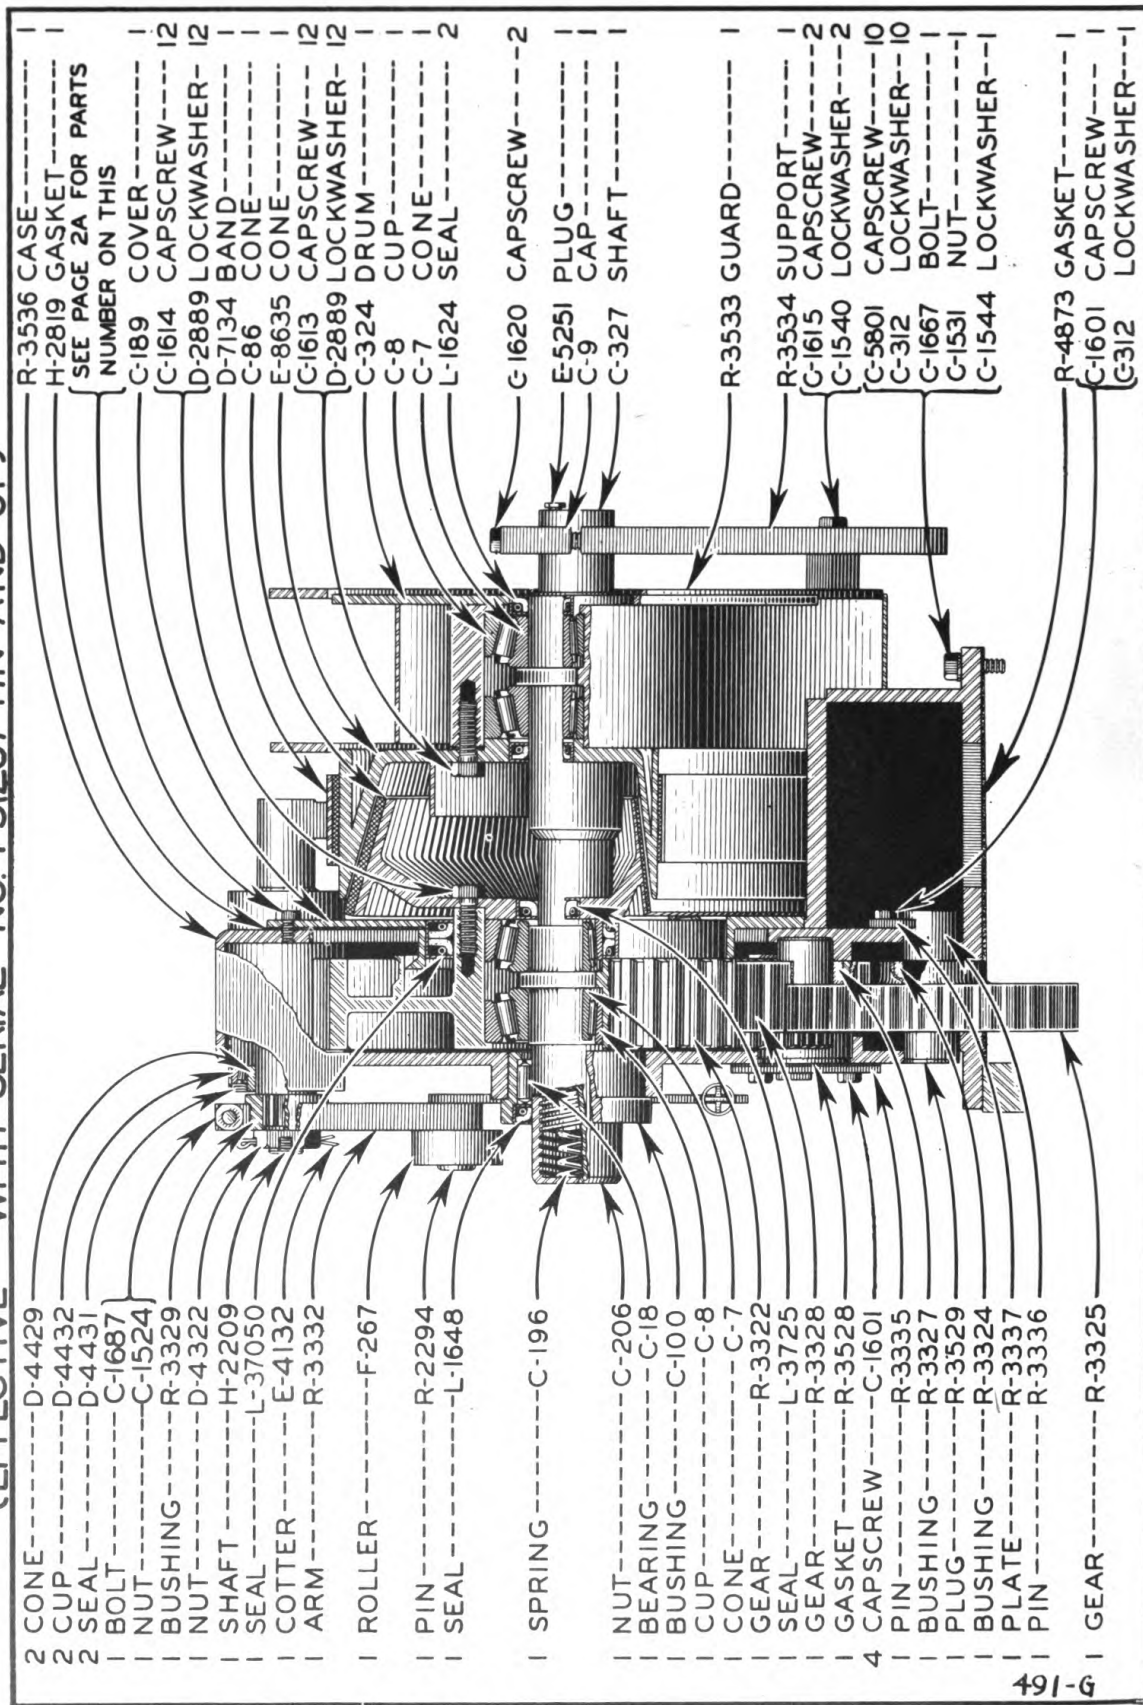 (EFFECTIVE WITH SERIAL NO. AND UP)
2 CONE--------D-4429
2 CUP---------D-4432
2 SEAL--------D-4431
1 BOLT------C-1687
1 NUT-------C-1524
1 BUSHING----R-3329
1 NUT-------D-4322
1 SHAFT-----H-2209
1 SEAL--------L-37050
1 COTTER-----E-4132
1 ARM-------R-3332
1 ROLLER-------F-267
1 PIN--------R-2294
1 SEAL------L-1648
1 SPRING------C-196
1 NUT--------C-206
1 BEARING-----C-18
1 BUSHING----C-100
1 CUP---------C-8
1 CONE--------C-7
1 GEAR-----R-3322
1 SEAL-----L-3725
1 GEAR-----R-3328
1 GASKET----R-3528
4 CAPSCREW---C-1601
1 PIN-------R-3335
1 BUSHING----R-3327
1 PLUG-------R-3529
1 BUSHING----R-3324
1 PLATE-----R-3337
1 PIN-------R-3336
1 GEAR--------R-3325
R-3536 CASE---------1
H-2819 GASKET-------1
SEE PAGE 2A FOR PARTS
NUMBER ON THIS
C-189 COVER------1
C-1614 CAPSCREW---12
D-2889 LOCKWASHER--12
D-7134 BAND--------1
C-86 CONE------1
E-8635 CONE------1
C-1613 CAPSCREW---12
D-2889 LOCKWASHER--12
C-324 DRUM------1
C-8 CUP--------1
C-7 CONE-------1
L-1624 SEAL------2
C-1620 CAPSCREW----2
E-5251 PLUG--------1
C-9 CAP--------1
C-327 SHAFT------1
R-3533 GUARD-------1
R-3534 SUPPORT-----1
C-1615 CAPSCREW----2
C-1540 LOCKWASHER---2
C-5801 CAPSCREW----10
C-312 LOCKWASHER--10
C-1667 BOLT--------1
C-1531 NUT--------1
C-1544 LOCKWASHER---1
R-4873 GASKET------1
C-1601 CAPSCREW---1
C-312 LOCKWASHER---1
491-G